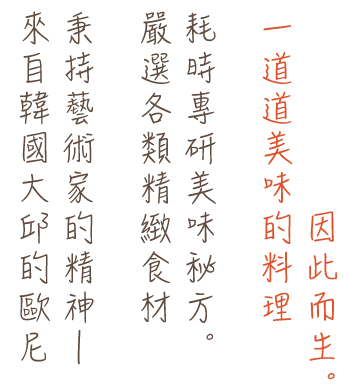 來自韓國大邱的歐尼
秉持藝術家的精神—
嚴選各類精緻食材
耗時專研美味秘方。
一道道美味的料理
因此而生。